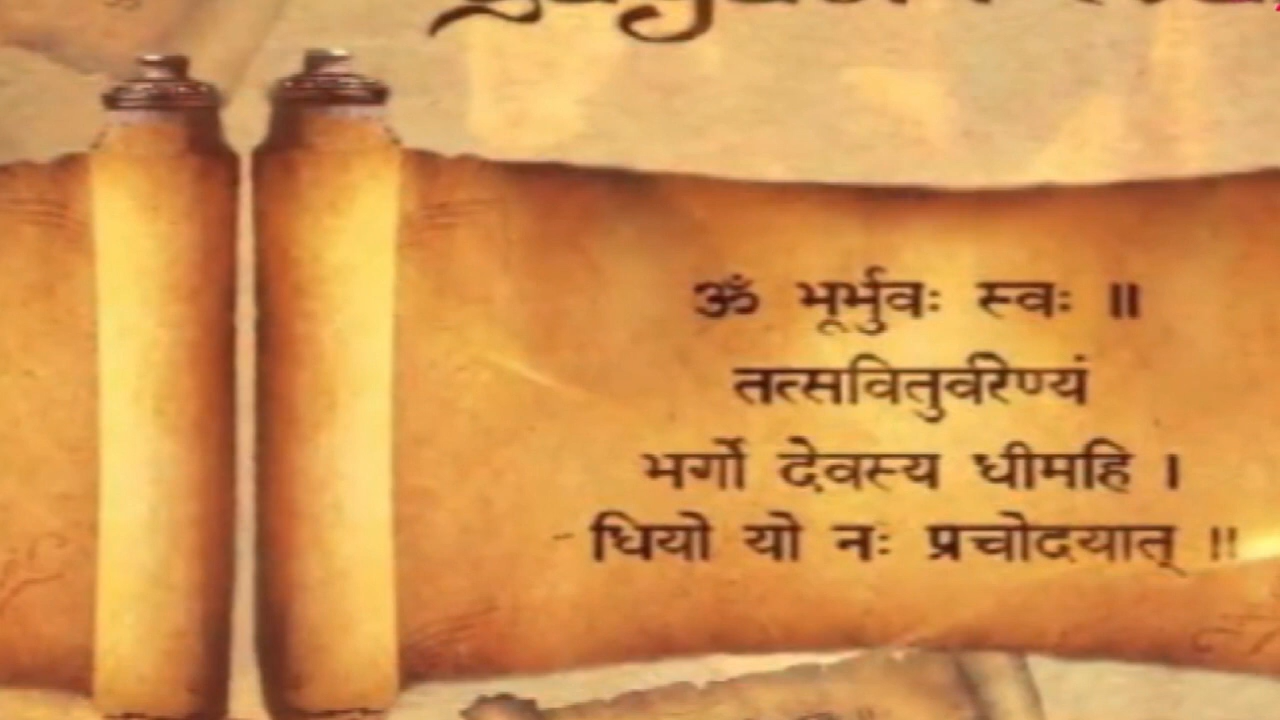 ॐ भूर्भुवः स्वः ॥
तत्सवितुर्वरेण्यं
भर्गो देवस्य धीमहि ।
धियो यो नः प्रचोदयात् ॥